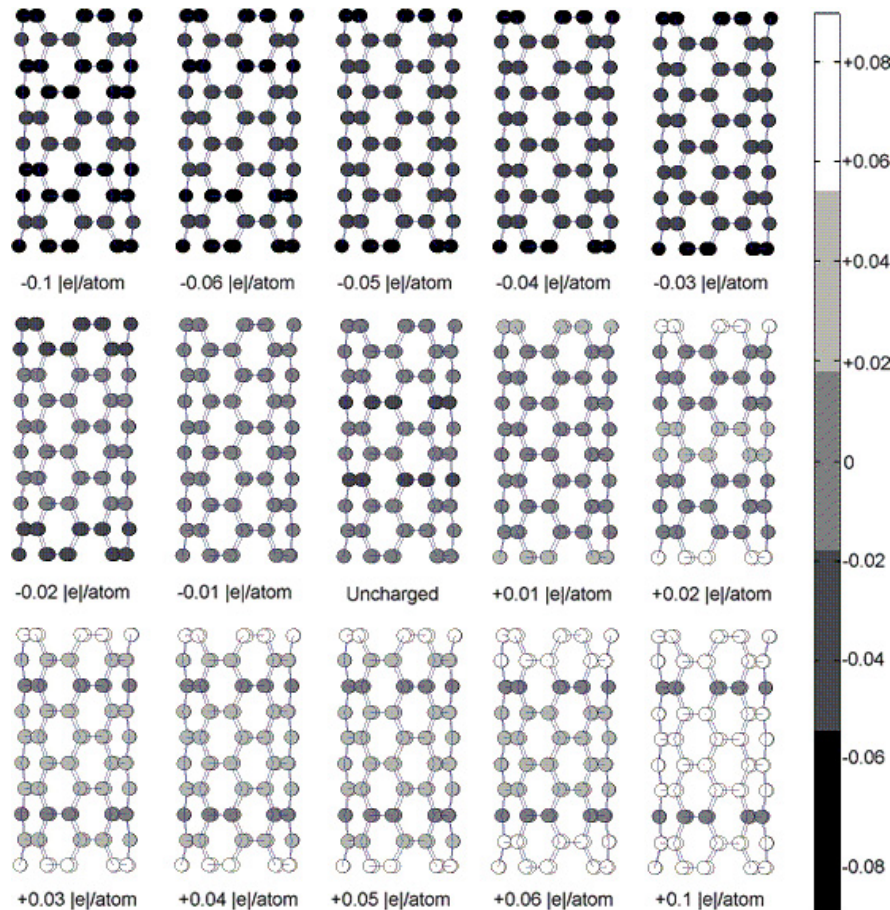 -0.1 |e|/atom
-0.06 |e|/atom
-0.05 |e|/atom
-0.04 |e|/atom
-0.03 |e|/atom
-0.02 |e|/atom
-0.01 |e|/atom
Uncharged
+0.01 |e|/atom
+0.02 |e|/atom
+0.03 |e|/atom
+0.04 |e|/atom
+0.05 |e|/atom
+0.06 |e|/atom
+0.1 |e|/atom
+0.08
+0.06
+0.04
+0.02
0
-0.02
-0.04
-0.06
-0.08